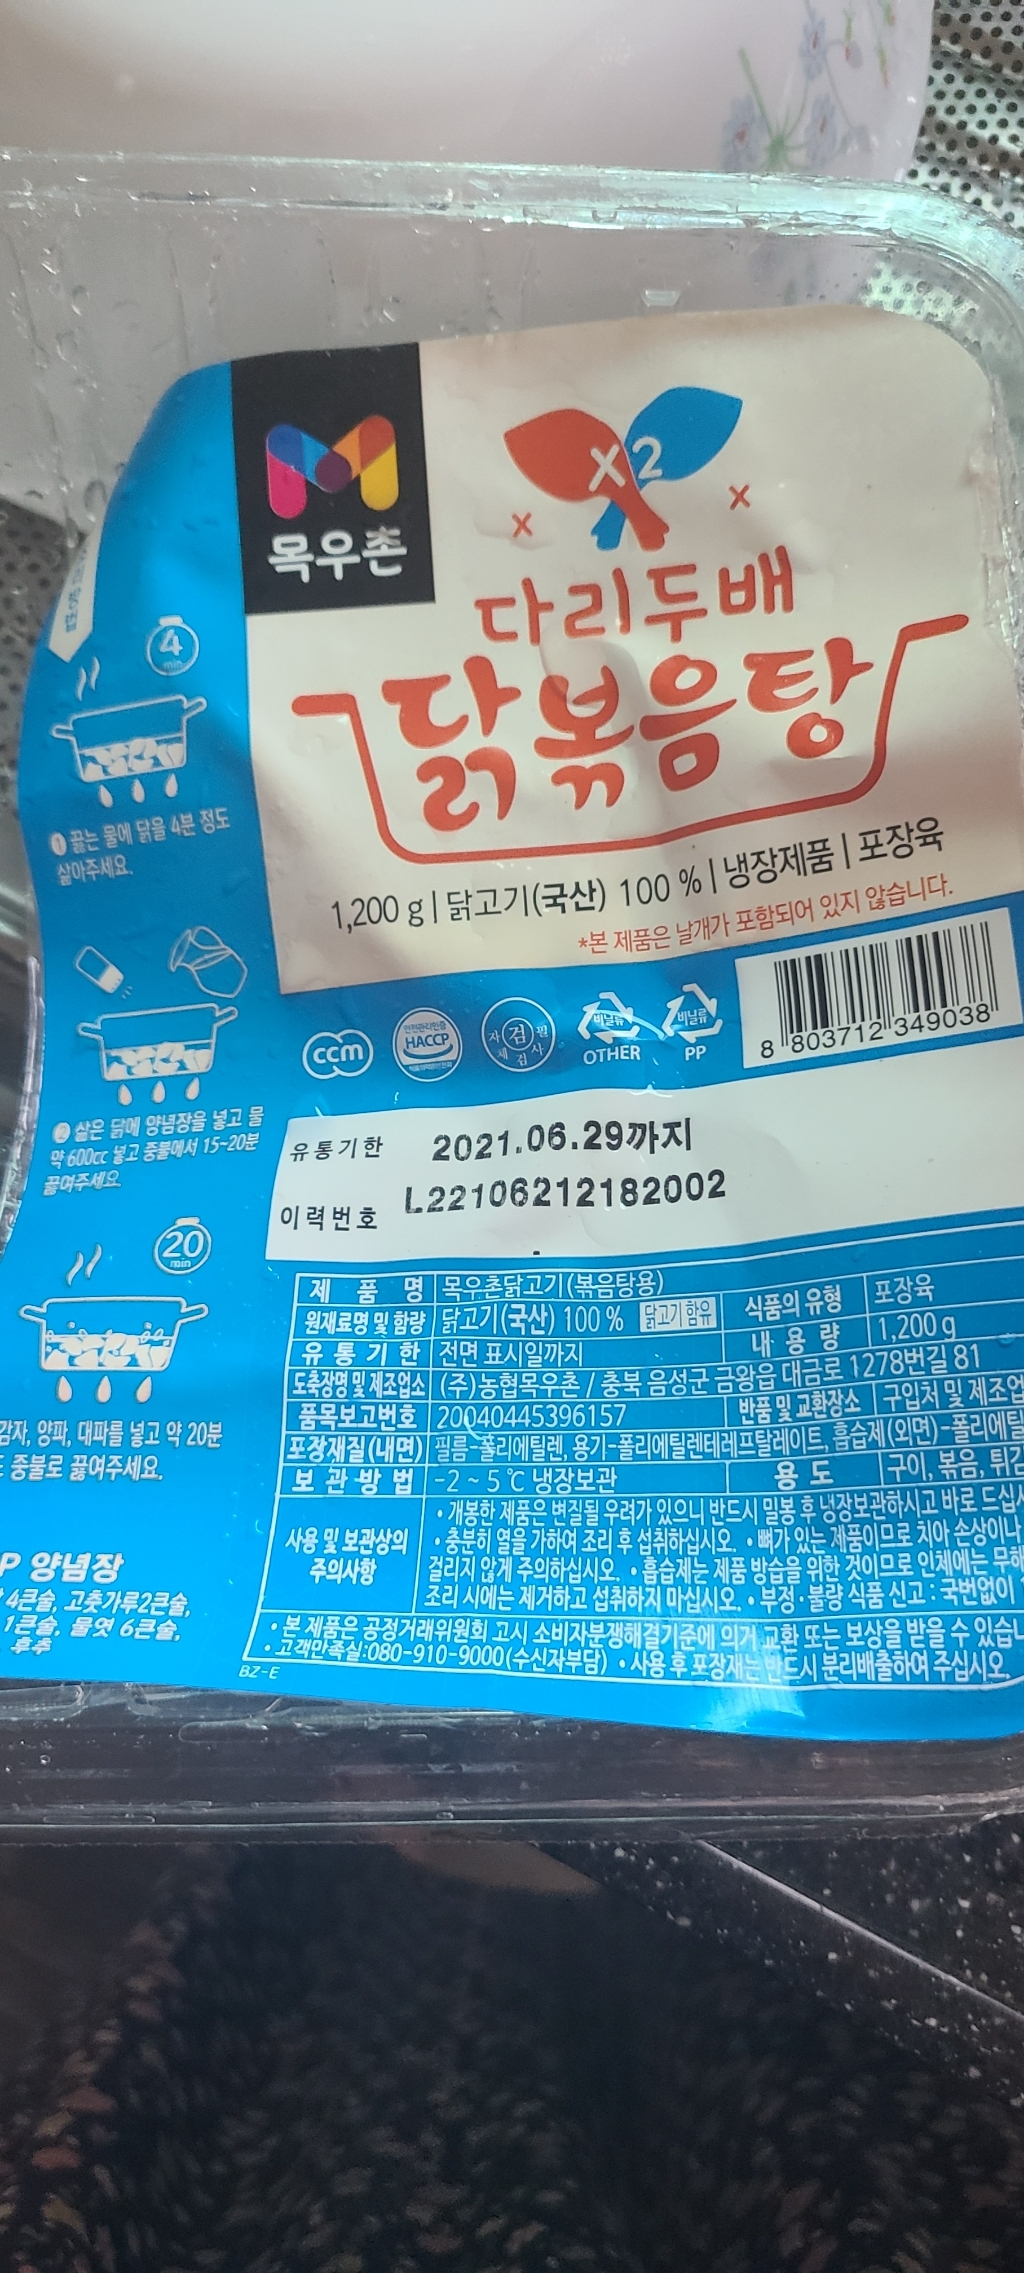 목우촌
x2
다리두배
닭볶음탕
1,200 g | 닭고기(국산) 100 % | 냉장제품 | 포장육
*본 제품은 날개가 포함되어 있지 않습니다.
4
min
❶ 끓는 물에 닭을 4분 정도
삶아주세요.
❷ 삶은 닭에 양념장을 넣고 물
약 600cc 넣고 중불에서 15~20분
끓여주세요.
20
min
감자, 양파, 대파를 넣고 약 20분
중불로 끓여주세요.
P 양념장
4큰술, 고춧가루2큰술,
1큰술, 물엿 6큰술,
후추
ccm
안전관리인증
HACCP
자체검사필
비닐류
OTHER
비닐류
PP
8 803712 349038
유통기한 2021.06.29까지
이력번호 L22106212182002
제 품 명 목우촌닭고기(볶음탕용)
식품의 유형 포장육
원재료명 및 함량 닭고기(국산) 100 % 닭고기 함유
내 용 량 1,200 g
유 통 기 한 전면 표시일까지
도축장명 및 제조업소 (주)농협목우촌 / 충북 음성군 금왕읍 대금로 1278번길 81
품목보고번호 20040445396157
반품 및 교환장소 구입처 및 제조업
포장재질(내면) 필름-폴리에틸렌, 용기-폴리에틸렌테레프탈레이트, 흡습제(외면)-폴리에틸
보 관 방 법 -2 ~ 5 ℃ 냉장보관
용 도 구이, 볶음, 튀김
사용 및 보관상의
주의사항
• 개봉한 제품은 변질될 우려가 있으니 반드시 밀봉 후 냉장보관하시고 바로 드십시
• 충분히 열을 가하여 조리 후 섭취하십시오. • 뼈가 있는 제품이므로 치아 손상이나
걸리지 않게 주의하십시오. • 흡습제는 제품 방습을 위한 것이므로 인체에는 무해
조리 시에는 제거하고 섭취하지 마십시오. • 부정·불량 식품 신고 : 국번없이
• 본 제품은 공정거래위원회 고시 소비자분쟁해결기준에 의거 교환 또는 보상을 받을 수 있습니
• 고객만족실:080-910-9000(수신자부담) • 사용 후 포장재는 반드시 분리배출하여 주십시오.
BZ-E